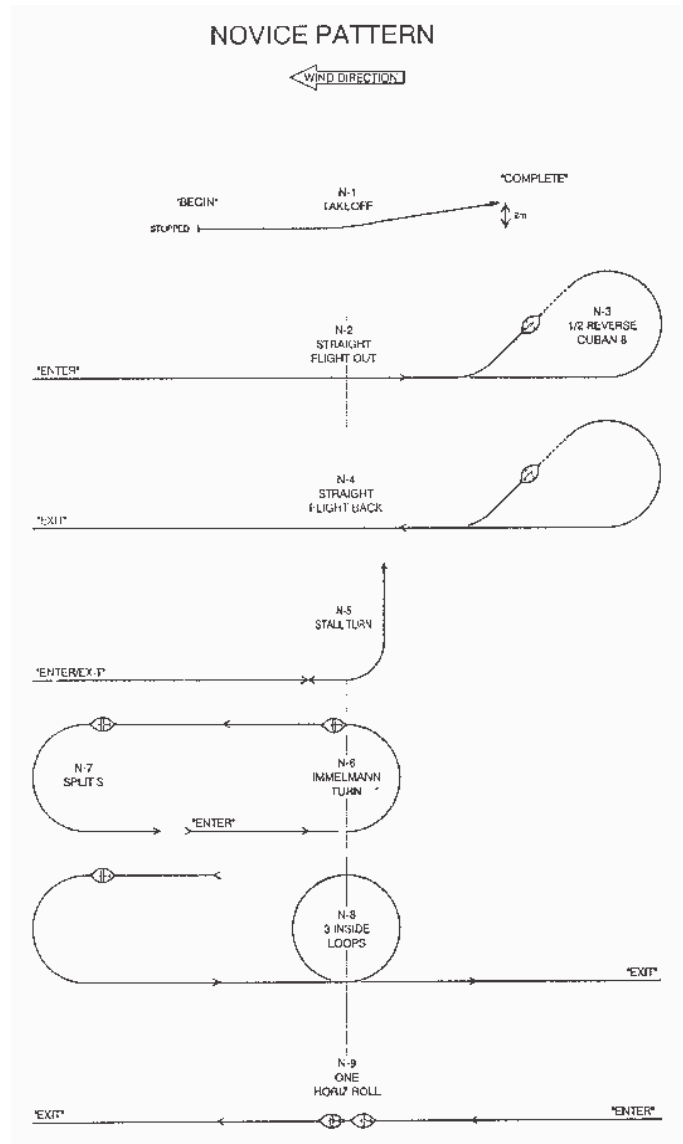 NOVICE PATTERN
WIND DIRECTION
"BEGIN"
N-1
TAKEOFF
"COMPLETE"
STOPPED
2m
N-2
STRAIGHT
FLIGHT OUT
N-3
1/2 REVERSE
CUBAN 8
"ENTER"
N-4
STRAIGHT
FLIGHT BACK
"EXIT"
N-5
STALL TURN
"ENTER/EXIT"
N-7
SPLIT S
N-6
IMMELMANN
TURN
"ENTER"
N-8
3 INSIDE
LOOPS
"EXIT"
N-9
ONE
HORIZ ROLL
"EXIT"
"ENTER"